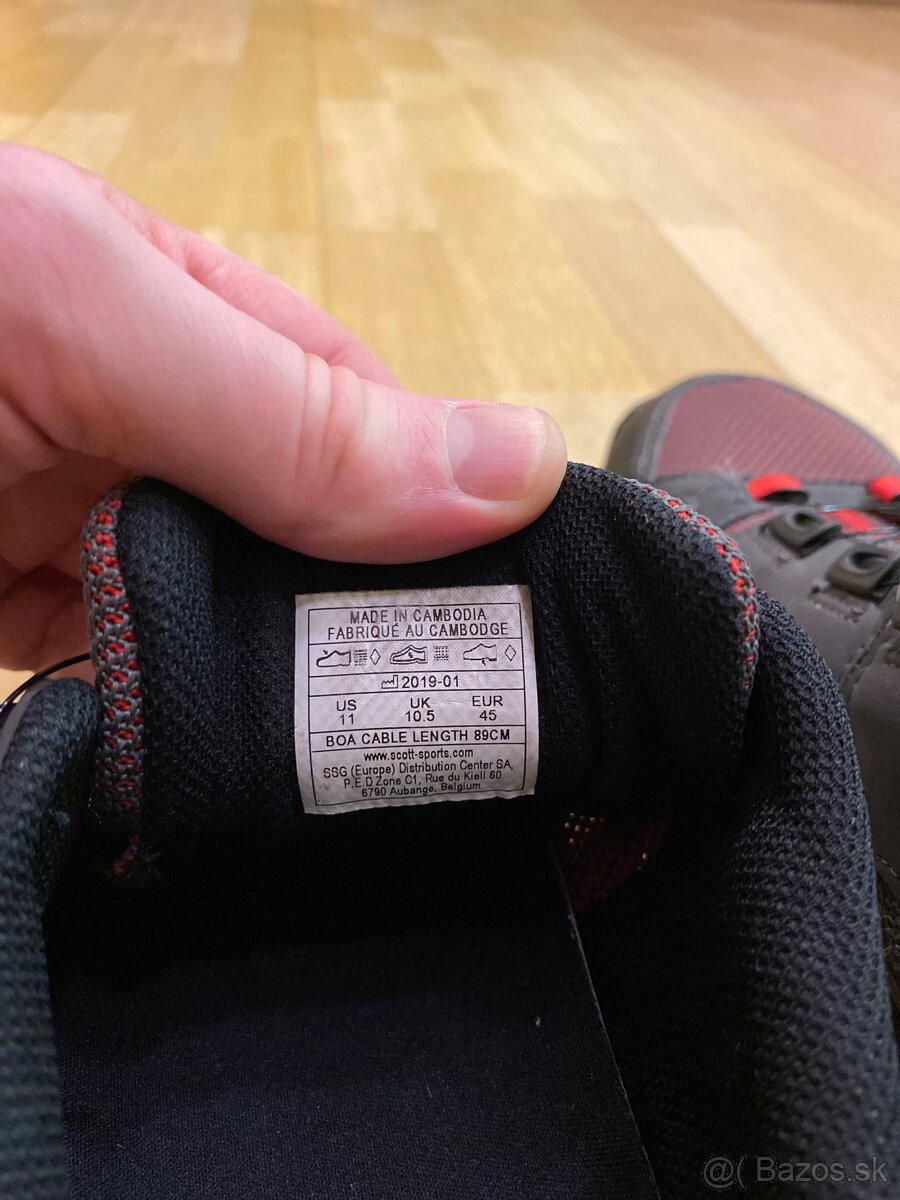 MADE IN CAMBODIA
FABRIQUÉ AU CAMBODGE
2019-01
US UK EUR
11 10.5 45
BOA CABLE LENGTH 89CM
www.scott-sports.com
SSG (Europe) Distribution Center SA,
P.E.D Zone C1, Rue du Kiell 60
6790 Aubange, Belgium
@( Bazos.sk